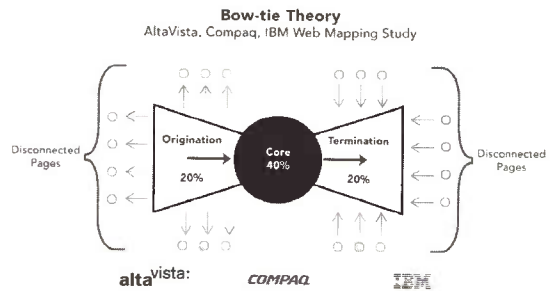 Bow-tie Theory
AltaVista, Compaq, IBM Web Mapping Study
Disconnected
Pages
Origination
20%
Core
40%
Termination
20%
Disconnected
Pages
altavista:
COMPAQ
IBM